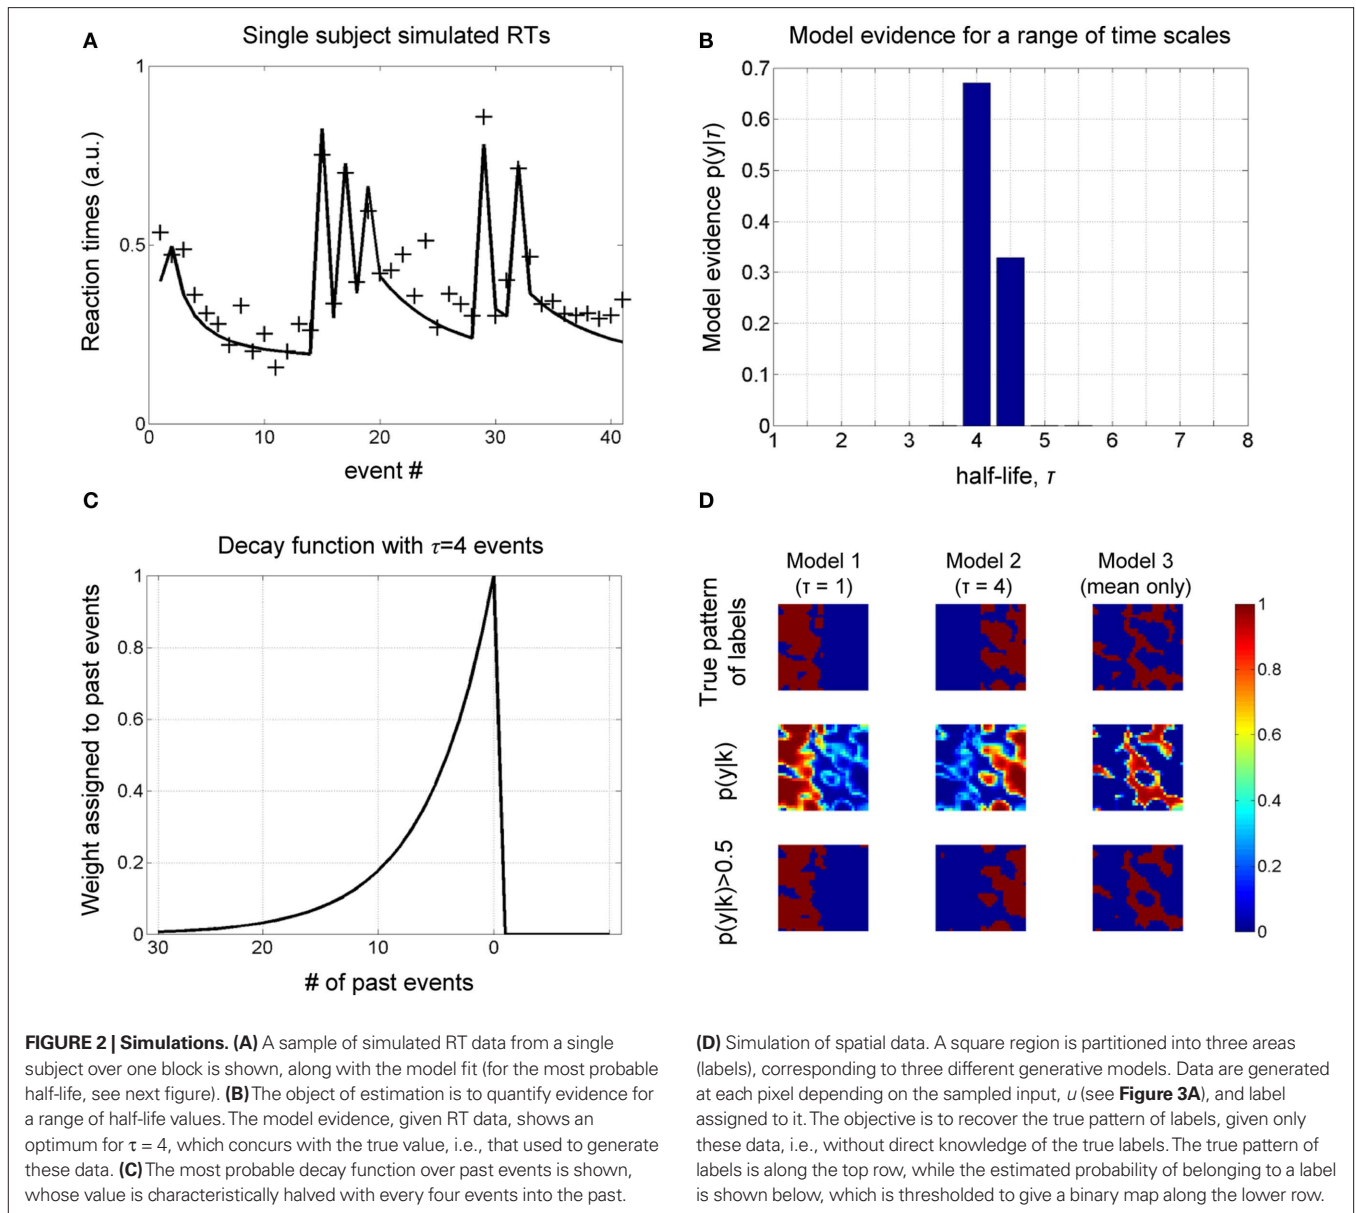 A
Single subject simulated RTs
1
0.5
0
Reaction times (a.u.)
0 10 20 30 40
event #
B
Model evidence for a range of time scales
0.7
0.6
0.5
0.4
0.3
0.2
0.1
0
Model evidence p(y|τ)
1 2 3 4 5 6 7 8
half-life, τ
C
Decay function with τ=4 events
1
0.8
0.6
0.4
0.2
0
Weight assigned to past events
30 20 10 0
# of past events
D
Model 1
(τ = 1)
Model 2
(τ = 4)
Model 3
(mean only)
True pattern
of labels
p(y|k)
p(y|k)>0.5
1
0.8
0.6
0.4
0.2
0
FIGURE 2 | Simulations. (A) A sample of simulated RT data from a single
subject over one block is shown, along with the model fit (for the most probable
half-life, see next figure). (B) The object of estimation is to quantify evidence for
a range of half-life values. The model evidence, given RT data, shows an
optimum for τ = 4, which concurs with the true value, i.e., that used to generate
these data. (C) The most probable decay function over past events is shown,
whose value is characteristically halved with every four events into the past.
(D) Simulation of spatial data. A square region is partitioned into three areas
(labels), corresponding to three different generative models. Data are generated
at each pixel depending on the sampled input, u (see Figure 3A), and label
assigned to it. The objective is to recover the true pattern of labels, given only
these data, i.e., without direct knowledge of the true labels. The true pattern of
labels is along the top row, while the estimated probability of belonging to a label
is shown below, which is thresholded to give a binary map along the lower row.